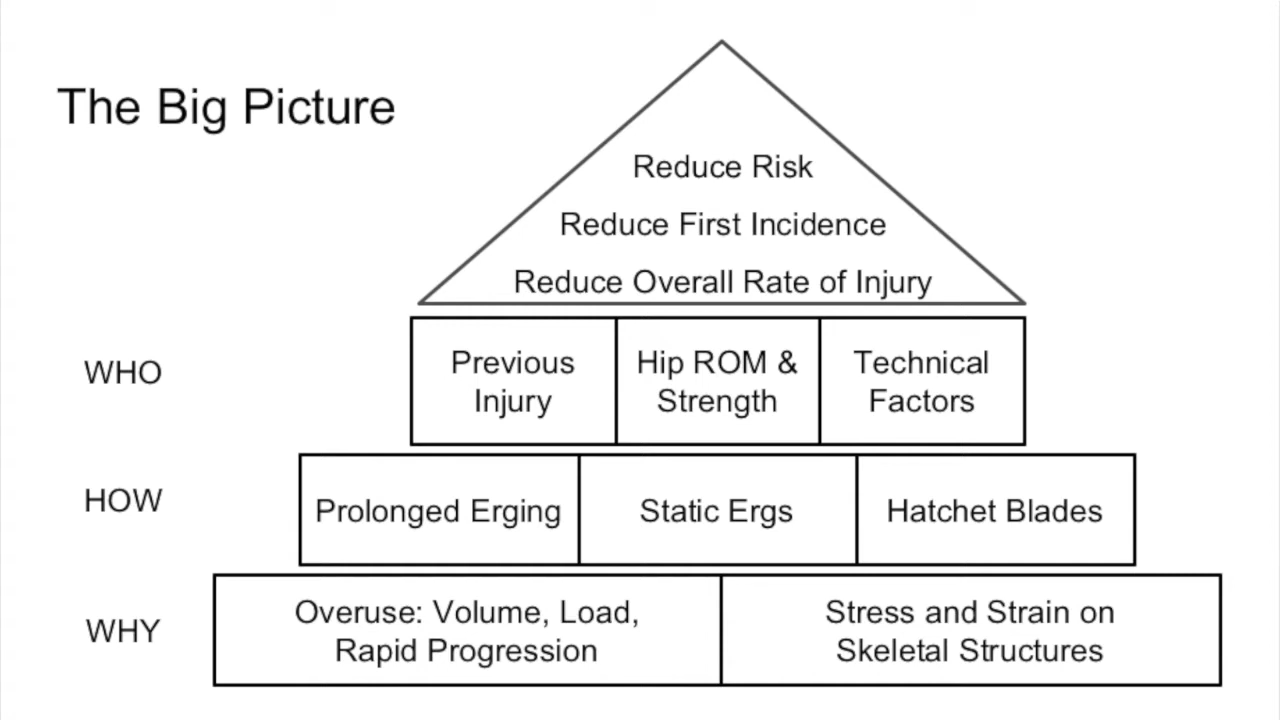 The Big Picture
Reduce Risk
Reduce First Incidence
Reduce Overall Rate of Injury
WHO
Previous
Injury
Hip ROM &
Strength
Technical
Factors
HOW
Prolonged Erging
Static Ergs
Hatchet Blades
WHY
Overuse: Volume, Load,
Rapid Progression
Stress and Strain on
Skeletal Structures